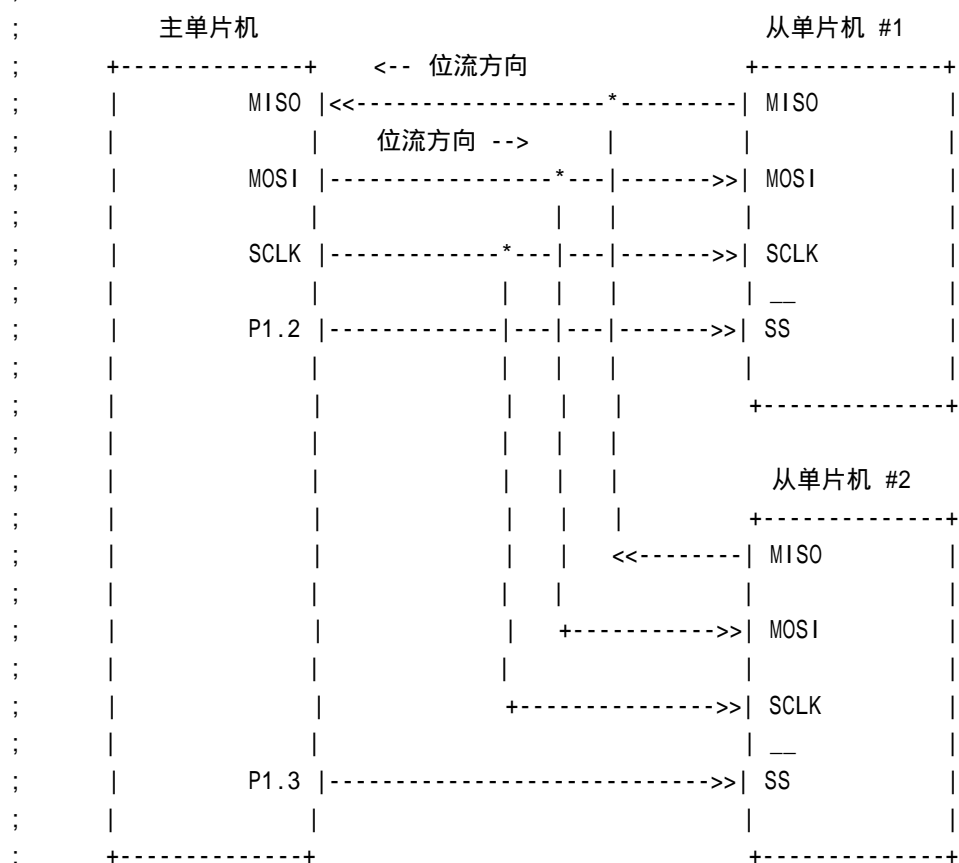 ; 主单片机 从单片机 #1
; +--------------+ <-- 位流方向 +--------------+
; | MISO |<<-------------------*---------| MISO |
; | | 位流方向 --> | | |
; | MOSI |-----------------*---|------->>| MOSI |
; | | | | | |
; | SCLK |-------------*---|---|------->>| SCLK |
; | | | | | | __ |
; | P1.2 |-------------|---|---|------->>| SS |
; | | | | | | |
; | | | | | +--------------+
; | | | | |
; | | | | | 从单片机 #2
; | | | | | +--------------+
; | | | | <<--------| MISO |
; | | | | | |
; | | | +----------->>| MOSI |
; | | | | |
; | | +--------------->>| SCLK |
; | | | __ |
; | P1.3 |----------------------------->>| SS |
; | | | |
; +--------------+ +--------------+